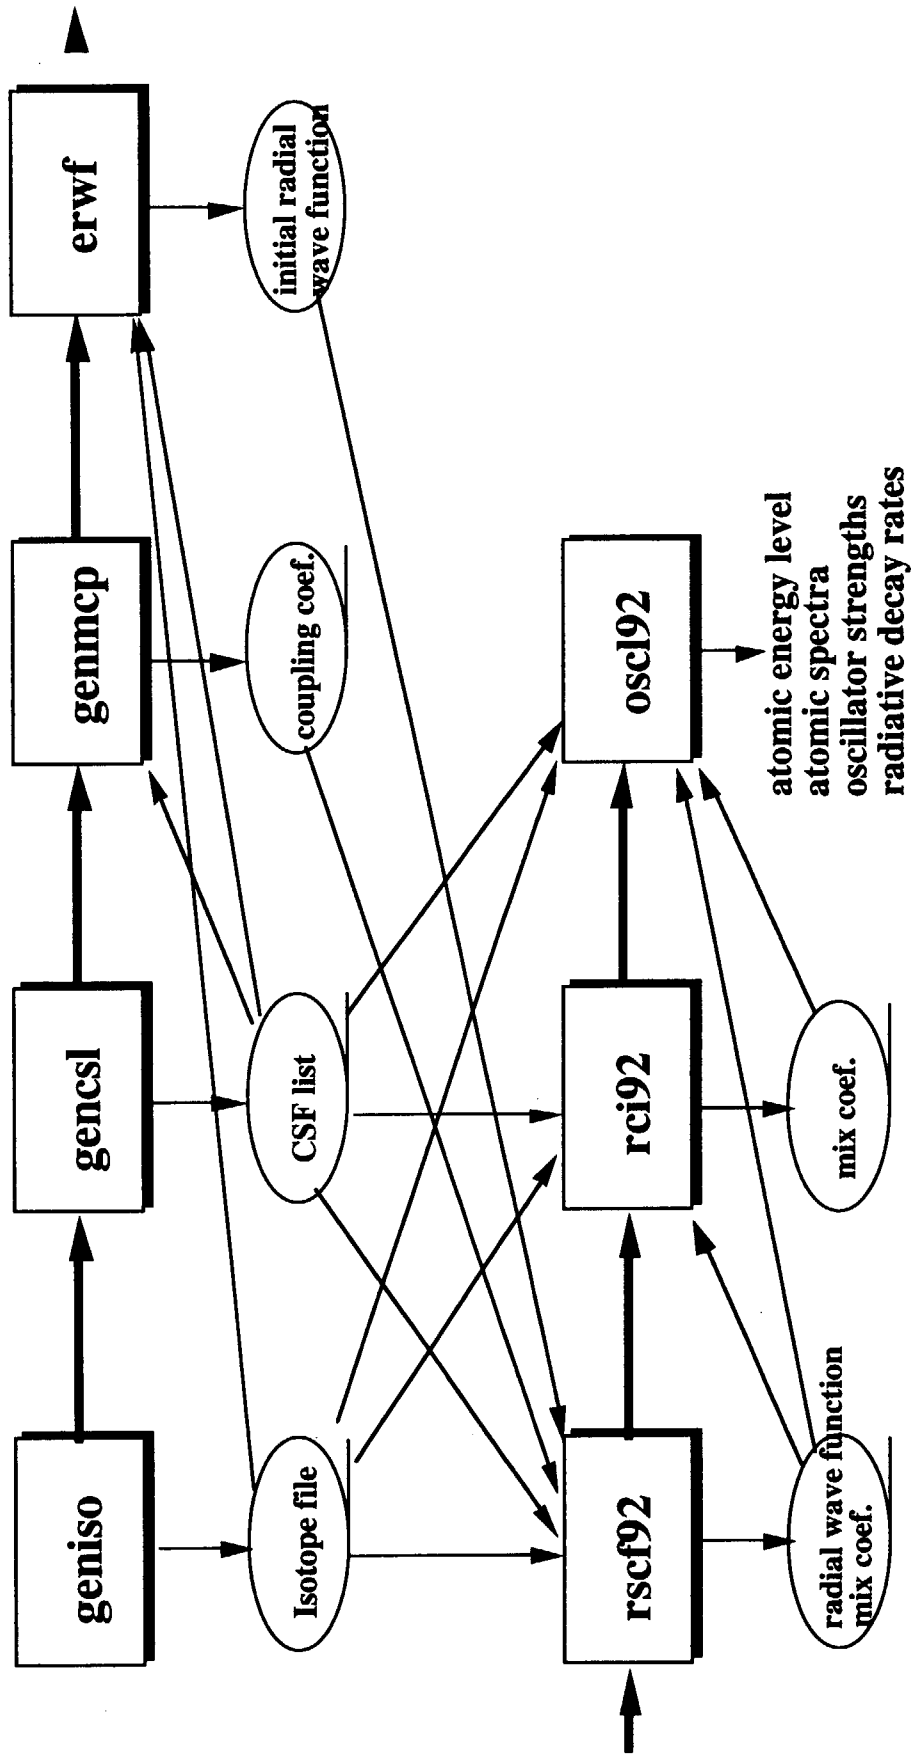 geniso
gencsl
genmcp
erwf
Isotope file
CSF list
coupling coef.
initial radial
wave function
rscf92
rci92
oscl92
radial wave function
mix coef.
mix coef.
atomic energy level
atomic spectra
oscillator strengths
radiative decay rates